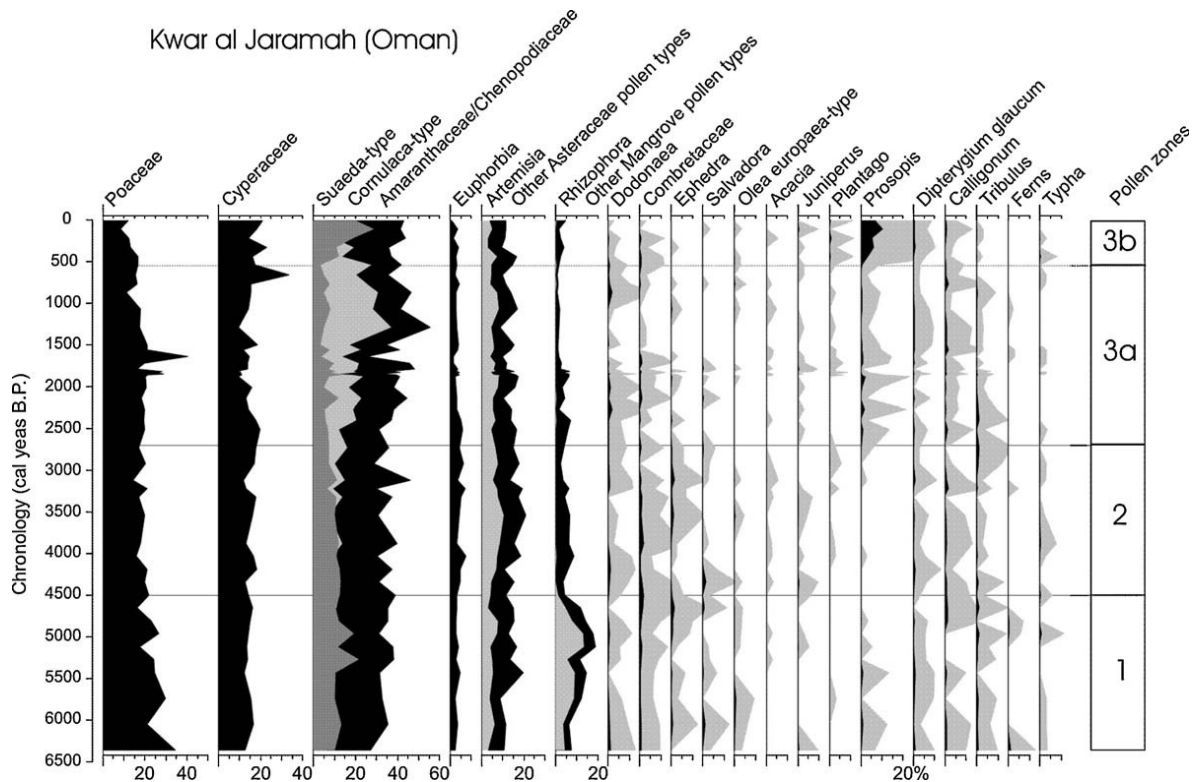 Kwar al Jaramah (Oman)
Poaceae
Cyperaceae
Suaeda-type
Cornulaca-type
Amaranthaceae/Chenopodiaceae
Euphorbia
Artemisia
Other Asteraceae pollen types
Rhizophora
Other Mangrove pollen types
Dodonaea
Combretaceae
Ephedra
Salvadora
Olea europaea-type
Acacia
Juniperus
Plantago
Prosopis
Dipterygium glaucum
Calligonum
Tribulus
Ferns
Typha
Pollen zones
Chronology (cal yeas B.P.)
0
500
1000
1500
2000
2500
3000
3500
4000
4500
5000
5500
6000
6500
3b
3a
2
1
20 40
20 40
20 40 60
20
20
20%